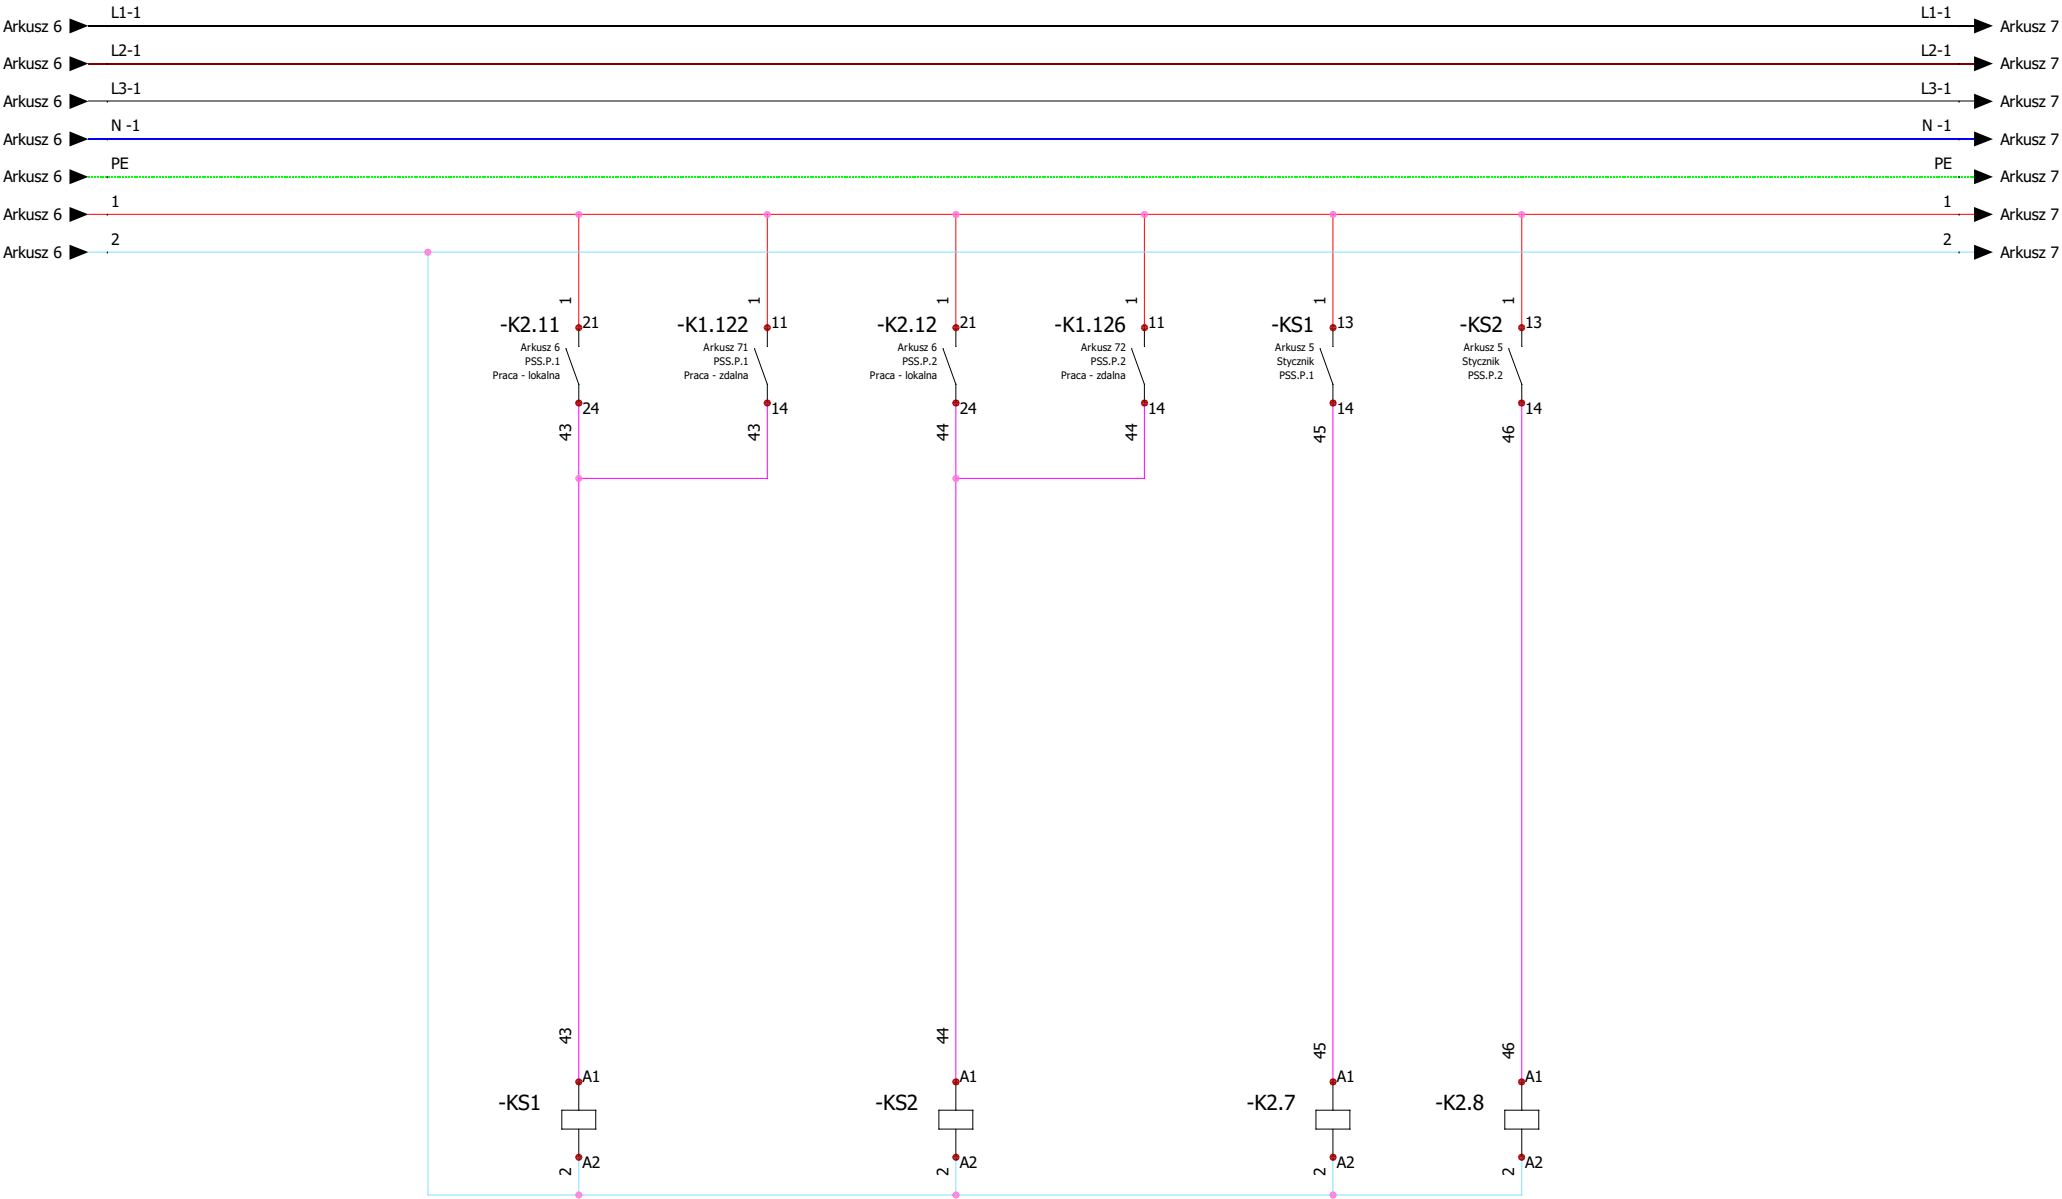 Arkusz 6 L1-1 L1-1 Arkusz 7
Arkusz 6 L2-1 L2-1 Arkusz 7
Arkusz 6 L3-1 L3-1 Arkusz 7
Arkusz 6 N -1 N -1 Arkusz 7
Arkusz 6 PE PE Arkusz 7
Arkusz 6 1 1 Arkusz 7
Arkusz 6 2 2 Arkusz 7
1 1 1 1 1 1
-K2.11 21 -K1.122 11 -K2.12 21 -K1.126 11 -KS1 13 -KS2 13
Arkusz 6 Arkusz 71 Arkusz 6 Arkusz 72 Arkusz 5 Arkusz 5
PSS.P.1 PSS.P.1 PSS.P.2 PSS.P.2 Stycznik Stycznik
Praca - lokalna Praca - zdalna Praca - lokalna Praca - zdalna PSS.P.1 PSS.P.2
24 14 24 14 14 14
43 43 44 44 45 46
43 44 45 46
A1 A1 A1 A1
-KS1 -KS2 -K2.7 -K2.8
A2 A2 A2 A2
2 2 2 2